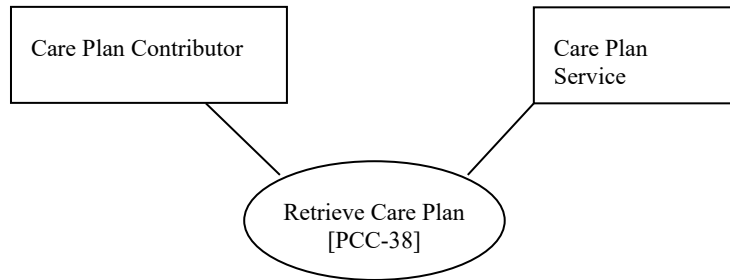 Care Plan Contributor
Care Plan
Service
Retrieve Care Plan
[PCC-38]